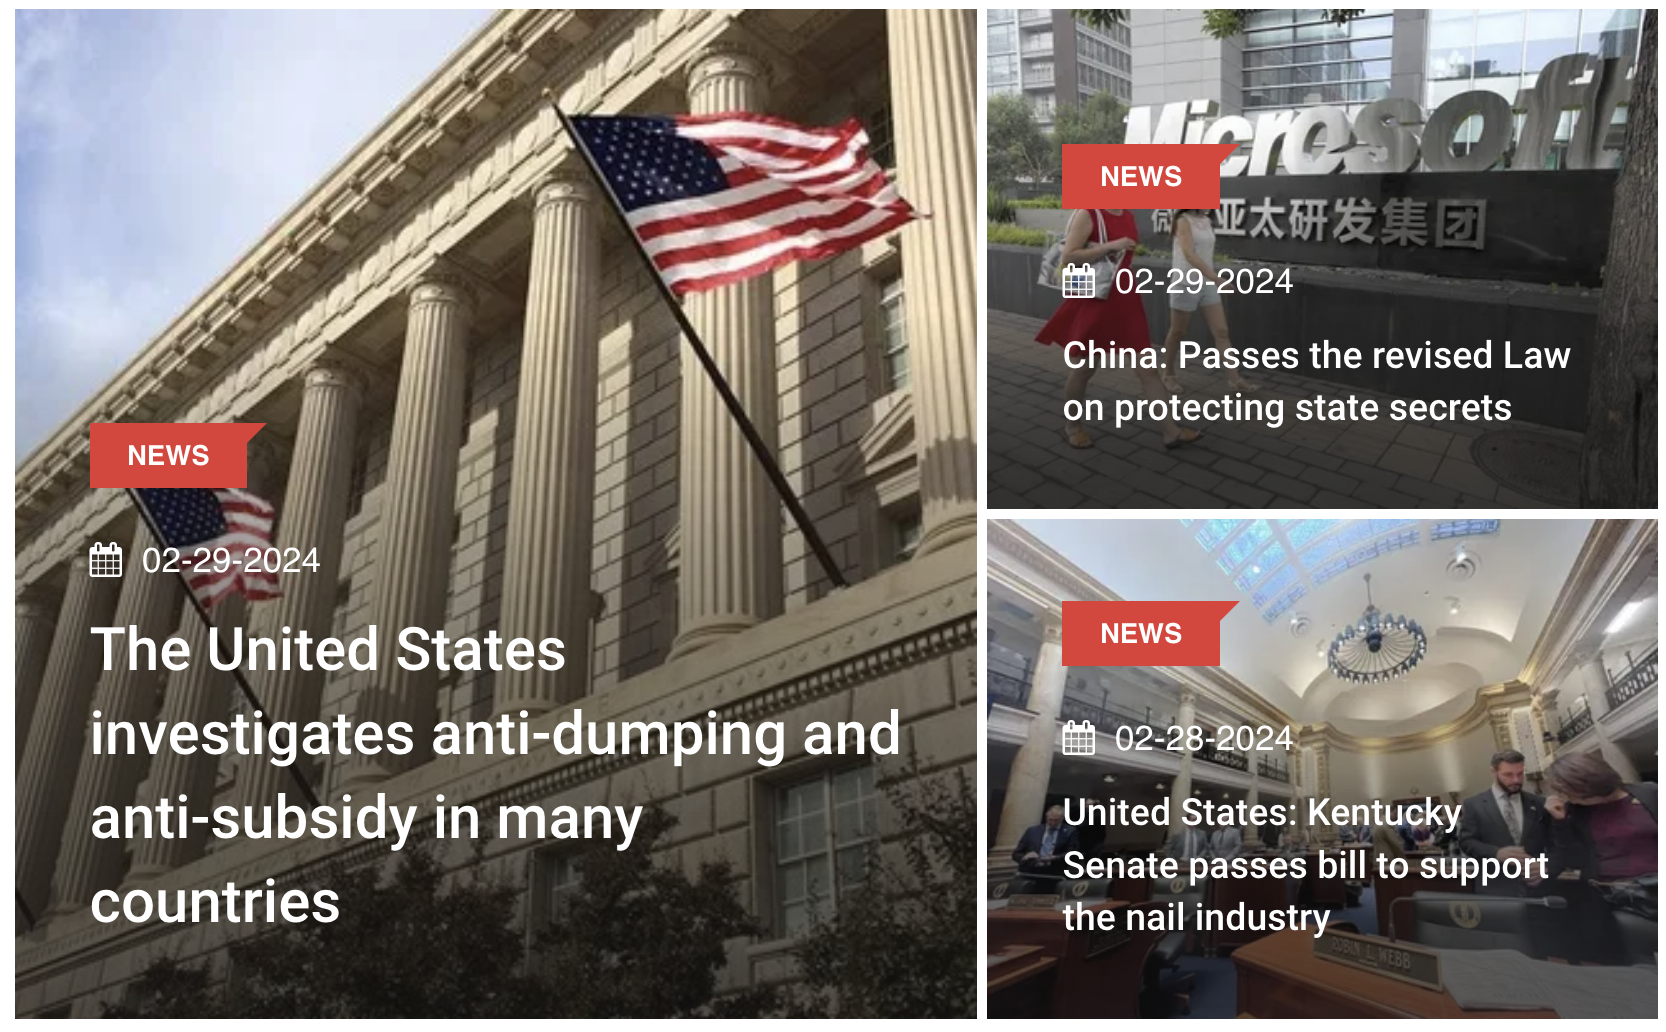 NEWS
02-29-2024
The United States
investigates anti-dumping and
anti-subsidy in many
countries
Microsoft
NEWS
微 亚太研发集团
02-29-2024
China: Passes the revised Law
on protecting state secrets
NEWS
02-28-2024
United States: Kentucky
Senate passes bill to support
the nail industry
ROBIN L. WEBB